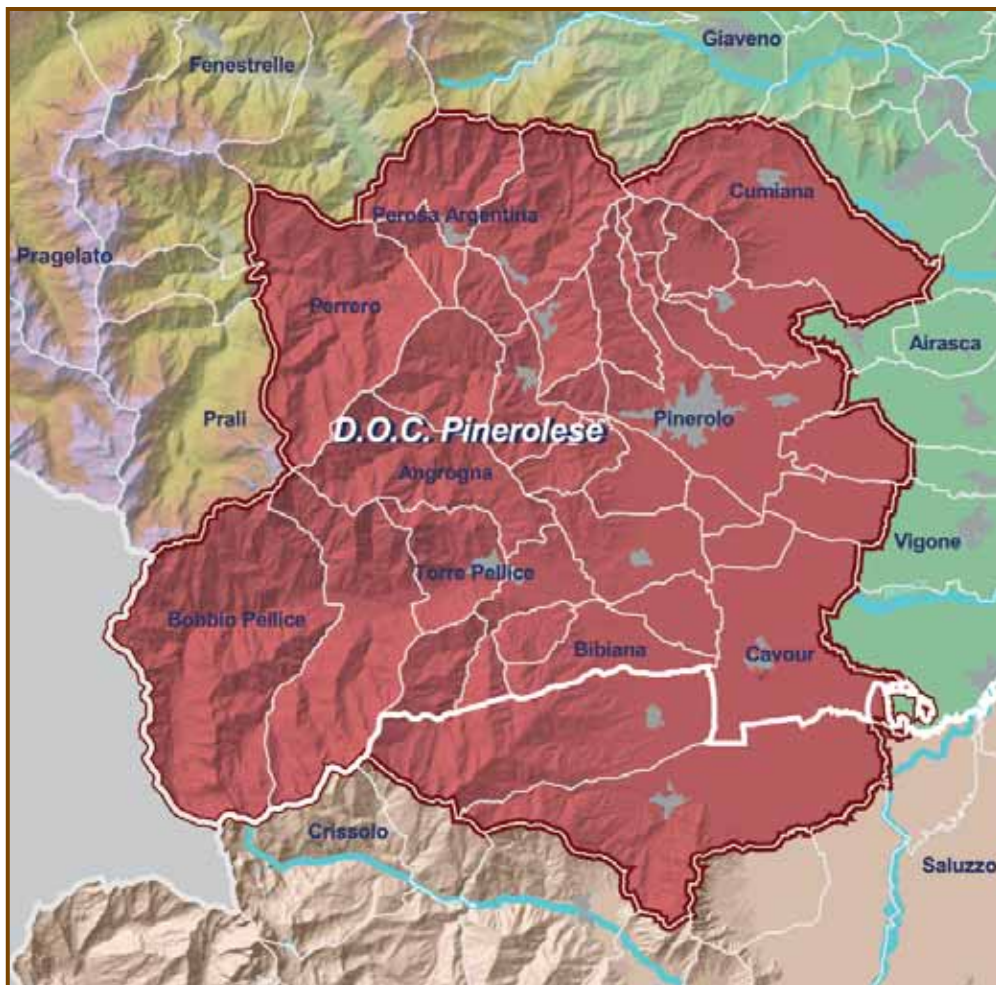 Giaveno
Fenestrelle
Cumiana
Perosa Argentina
Pragelato
Perrero
Airasca
Prali
Pinerolo
D.O.C. Pinerolese
Angrogna
Vigone
Torre Pellice
Bobbio Pellice
Bibiana
Cavour
Crissolo
Saluzzo